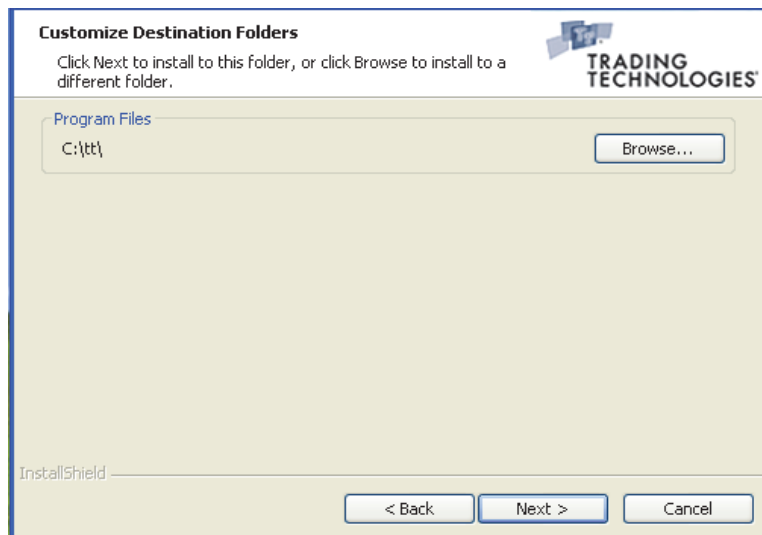 Customize Destination Folders
Click Next to install to this folder, or click Browse to install to a
different folder.
TRADING
TECHNOLOGIES®
Program Files
C:\tt\
Browse...
InstallShield
< Back
Next >
Cancel